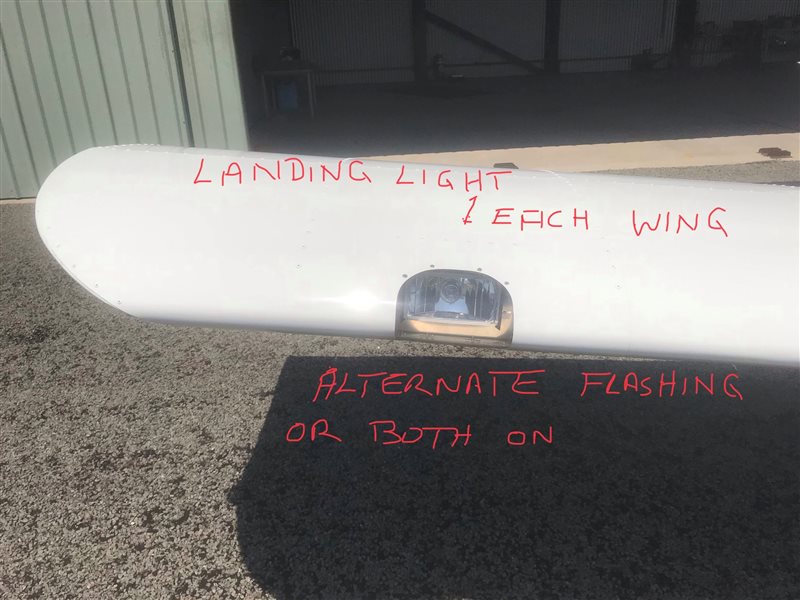 LANDING LIGHT
1 EACH WING
ALTERNATE FLASHING
OR BOTH ON